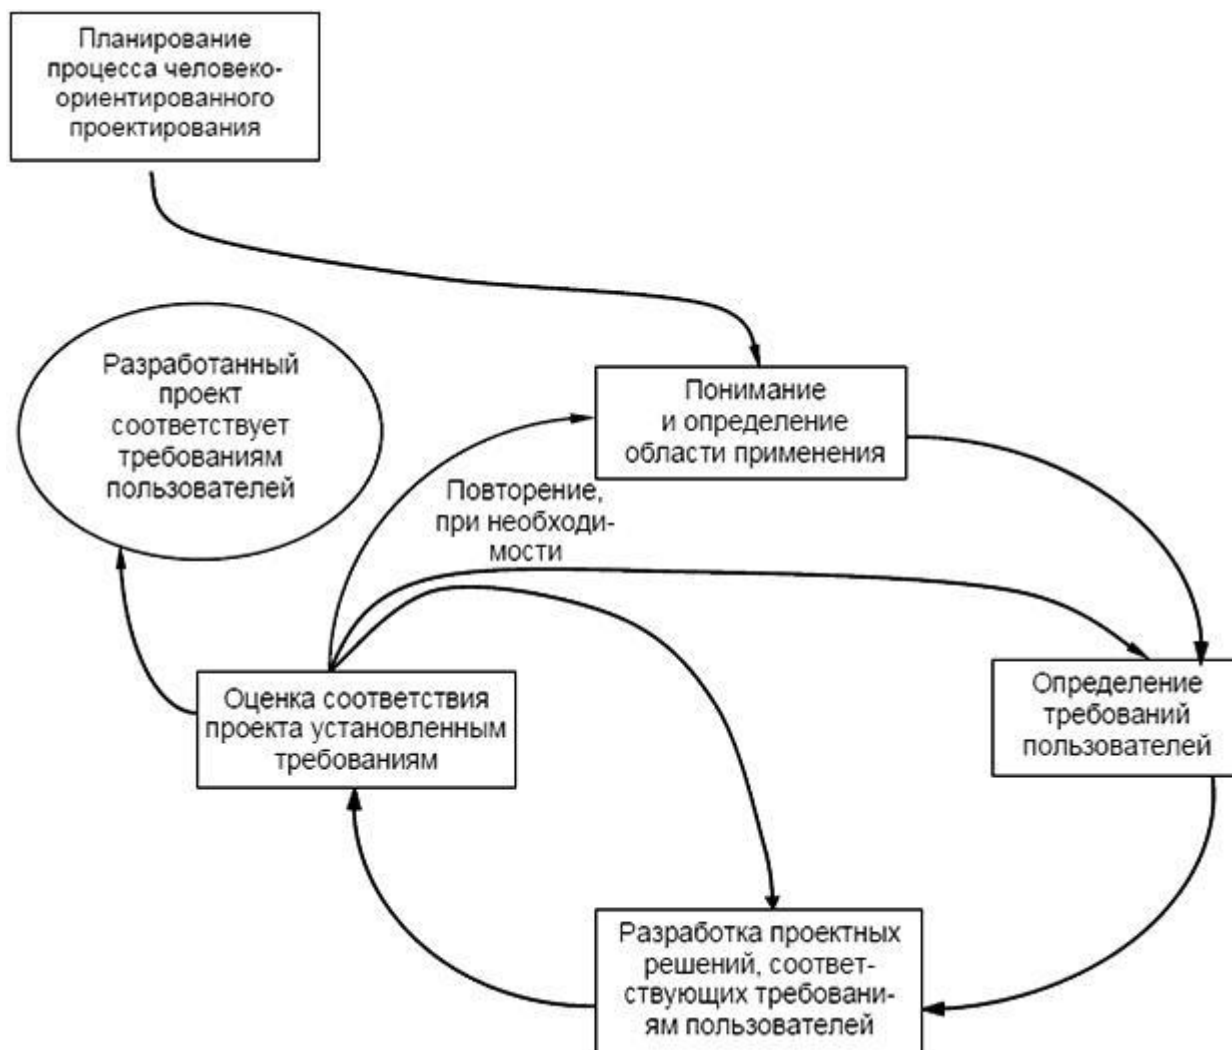 Планирование
процесса человеко-
ориентированного
проектирования
Разработанный
проект
соответствует
требованиям
пользователей
Понимание
и определение
области применения
Повторение,
при необходи-
мости
Оценка соответствия
проекта установленным
требованиям
Определение
требований
пользователей
Разработка проектных
решений, соответ-
ствующих требовани-
ям пользователей